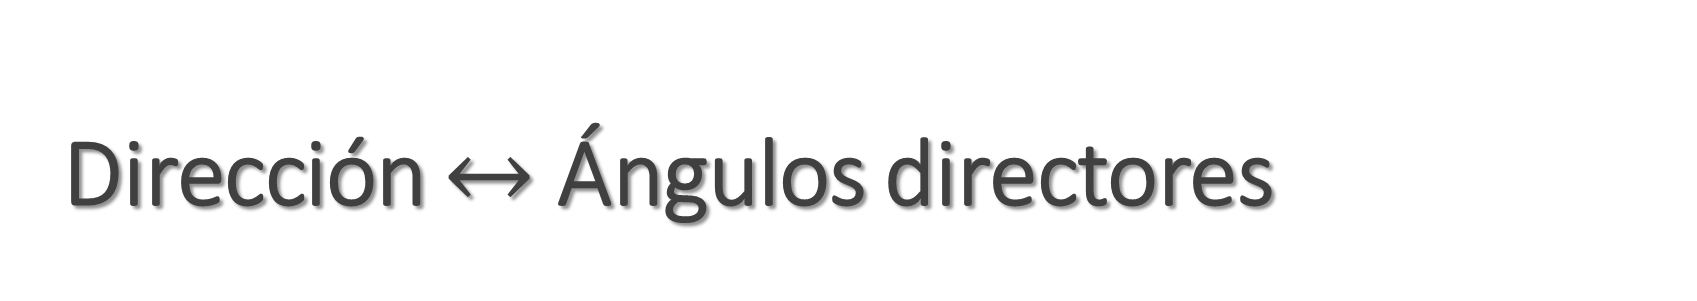 Dirección ↔ Ángulos directores